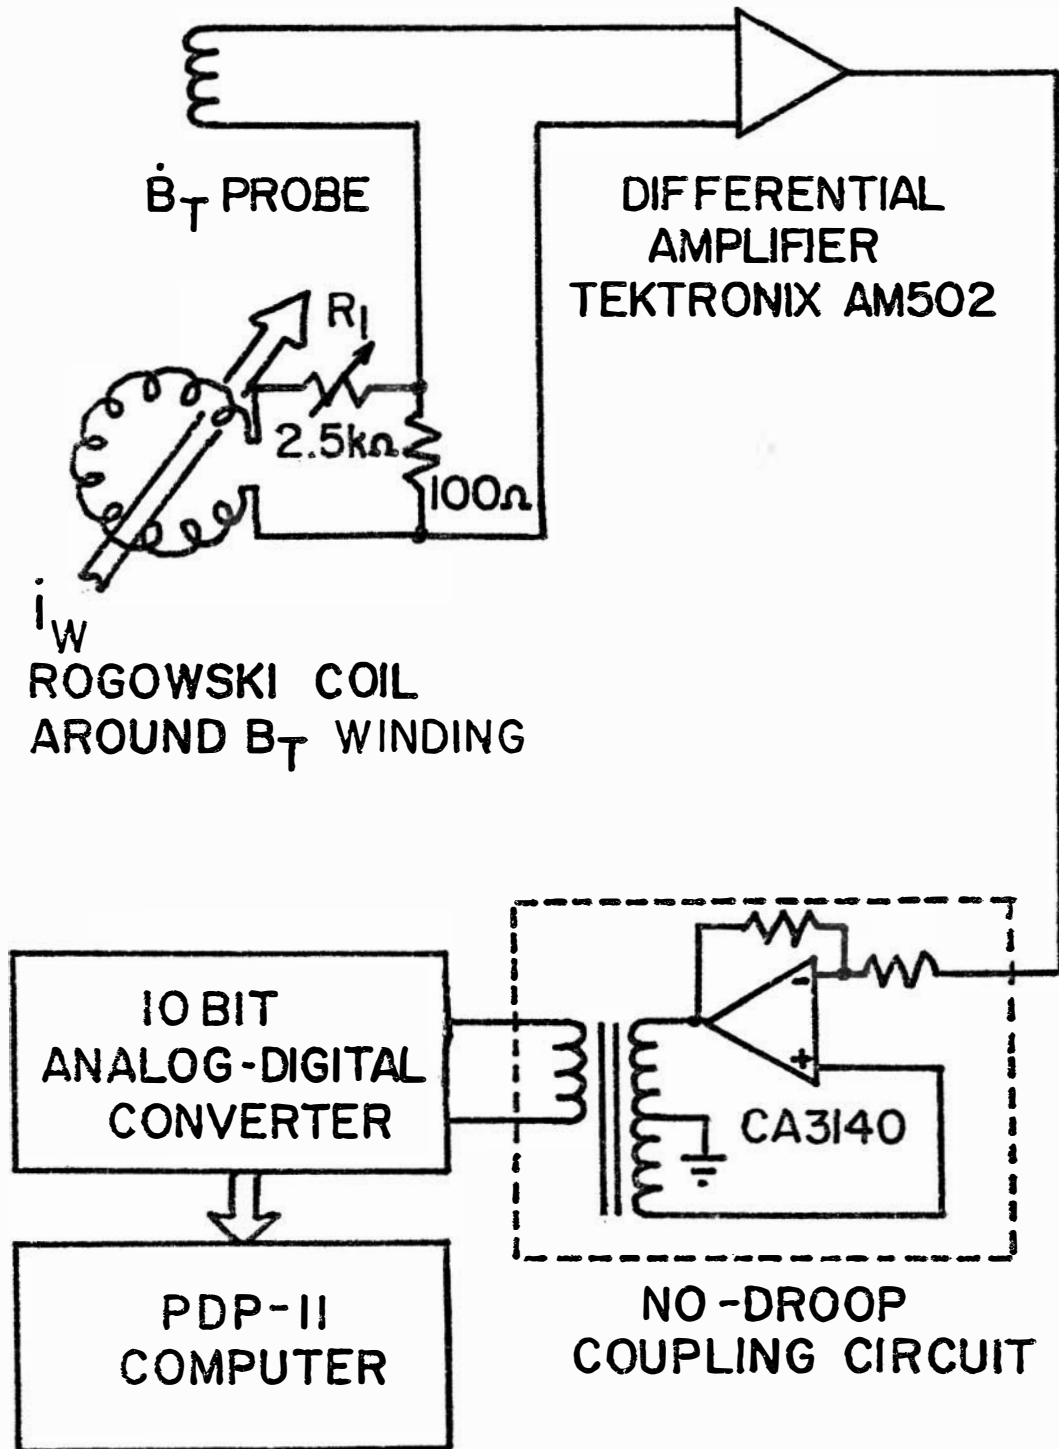 ḂT PROBE
DIFFERENTIAL
AMPLIFIER
TEKTRONIX AM502
R1
2.5kΩ
100Ω
iW
ROGOWSKI COIL
AROUND BT WINDING
10 BIT
ANALOG-DIGITAL
CONVERTER
-
+
CA3140
PDP-11
COMPUTER
NO-DROOP
COUPLING CIRCUIT